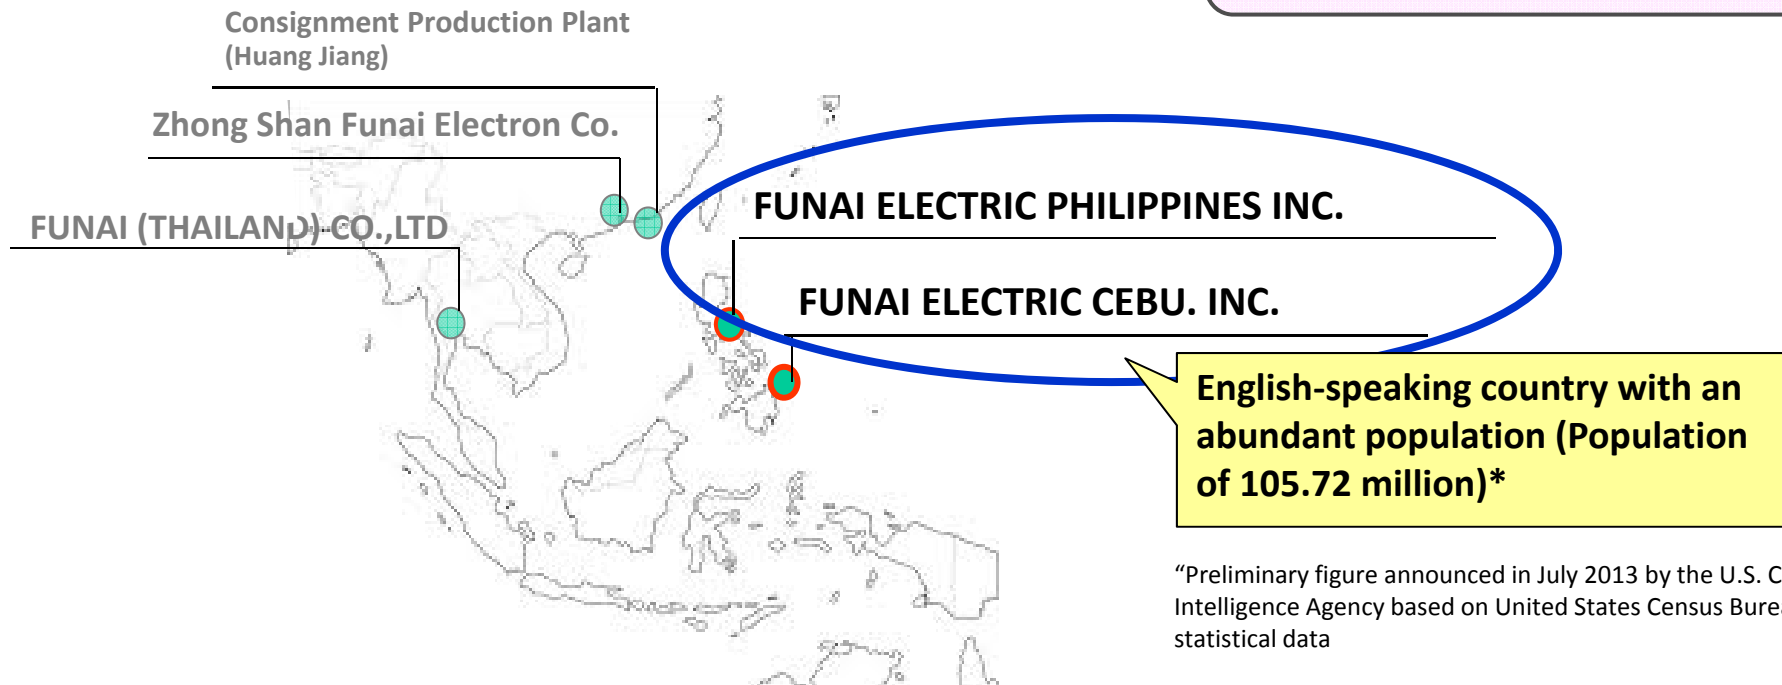 Consignment Production Plant
(Huang Jiang)
Zhong Shan Funai Electron Co.
FUNAI (THAILAND) CO.,LTD
FUNAI ELECTRIC PHILIPPINES INC.
FUNAI ELECTRIC CEBU. INC.
English-speaking country with an
abundant population (Population
of 105.72 million)*
“Preliminary figure announced in July 2013 by the U.S. C
Intelligence Agency based on United States Census Burea
statistical data